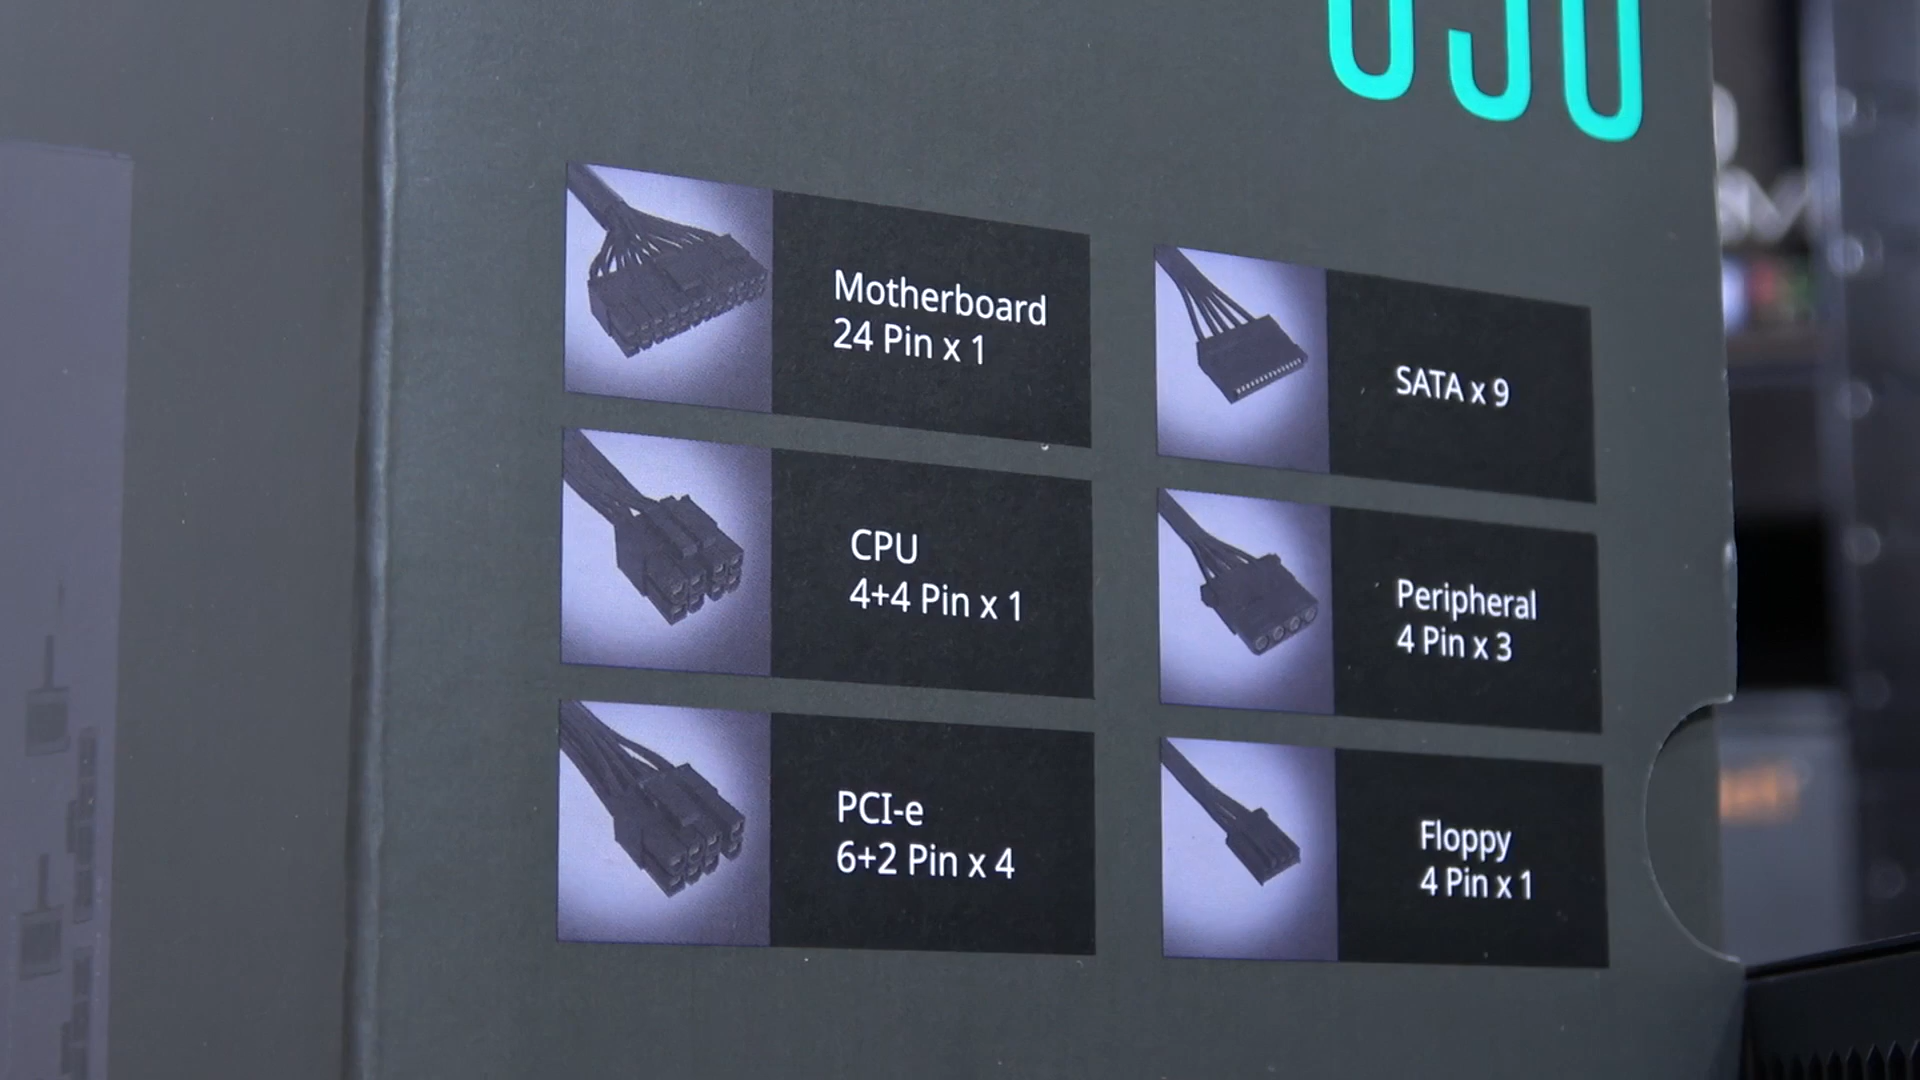 Motherboard
24 Pin x 1
CPU
4+4 Pin x 1
PCI-e
6+2 Pin x 4
SATA x 9
Peripheral
4 Pin x 3
Floppy
4 Pin x 1